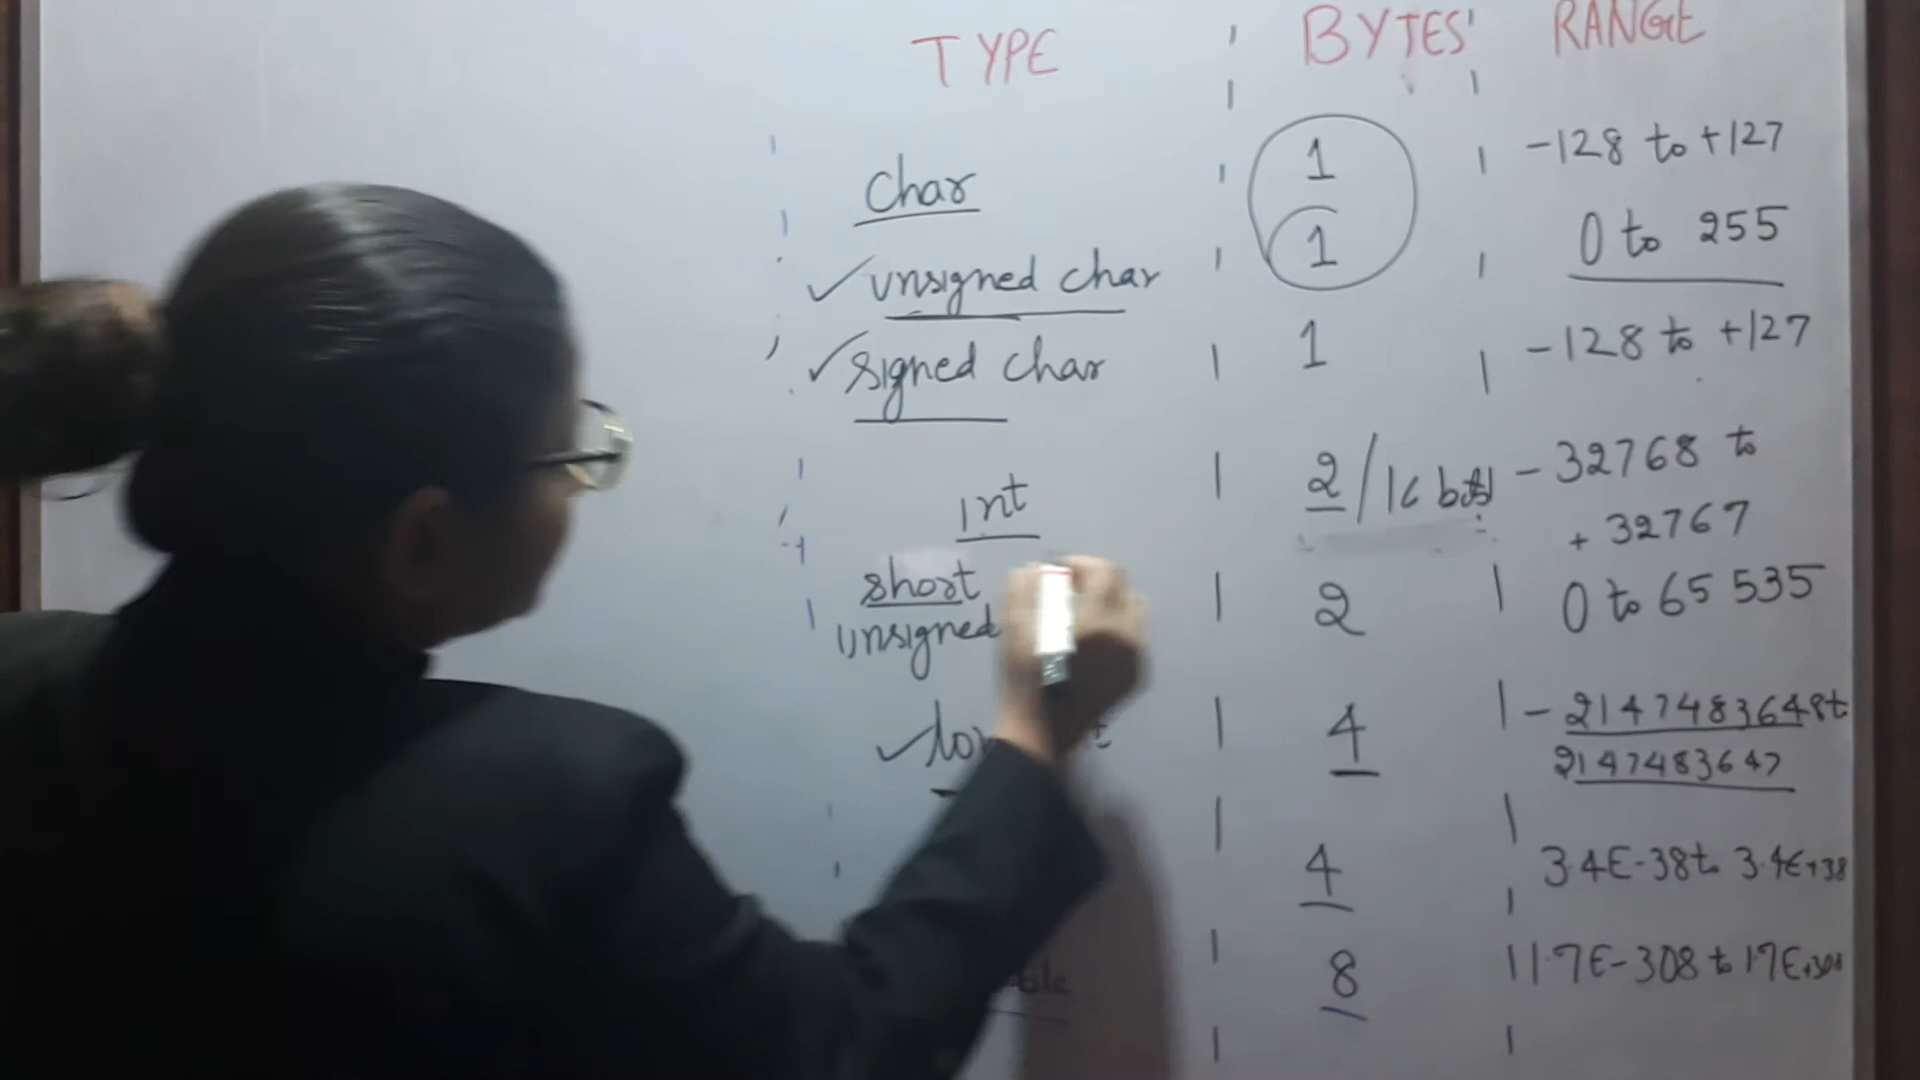 TYPE BYTES RANGE
char 1 -128 to +127
unsigned char 1 0 to 255
signed char 1 -128 to +127
int 2/16 bits -32768 to
+32767
short 2 0 to 65535
unsigned
4 -2147483648 to
2147483647
4 3.4E-38 to 3.4E+38
8 1.7E-308 to 1.7E+308